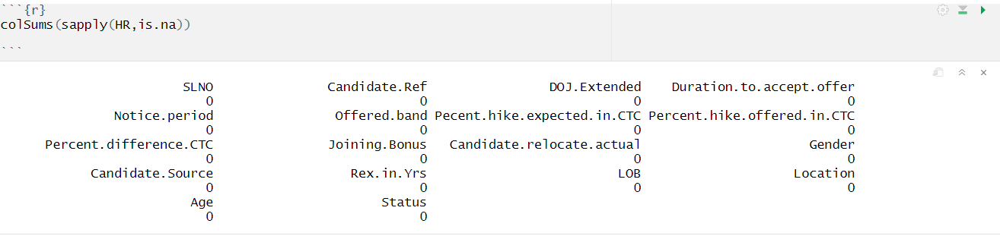 ```{r}
colSums(sapply(HR,is.na))
```
SLNO Candidate.Ref DOJ.Extended Duration.to.accept.offer
0 0 0 0
Notice.period Offered.band Pecent.hike.expected.in.CTC Percent.hike.offered.in.CTC
0 0 0 0
Percent.difference.CTC Joining.Bonus Candidate.relocate.actual Gender
0 0 0 0
Candidate.Source Rex.in.Yrs LOB Location
0 0 0 0
Age Status
0 0